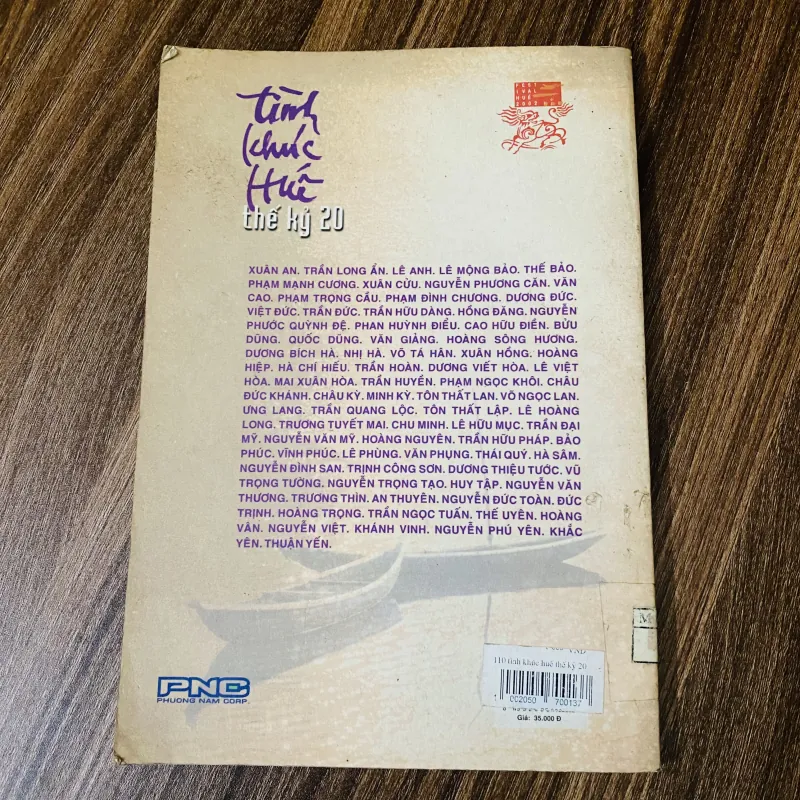 tình
khúc
Huế
thế kỷ 20
FEST
IVAL
HUẾ
2002
XUÂN AN. TRẦN LONG ẨN. LÊ ANH. LÊ MỘNG BẢO. THẾ BẢO.
PHẠM MẠNH CƯƠNG. XUÂN CỬU. NGUYỄN PHƯƠNG CĂN. VĂN
CAO. PHẠM TRỌNG CẦU. PHẠM ĐÌNH CHƯƠNG. DƯƠNG ĐỨC.
VIỆT ĐỨC. TRẦN ĐỨC. TRẦN HỮU DÀNG. HỒNG ĐĂNG. NGUYỄN
PHƯỚC QUỲNH ĐỆ. PHAN HUỲNH ĐIỂU. CAO HỮU ĐIỀN. BỬU
DŨNG. QUỐC DŨNG. VĂN GIẢNG. HOÀNG SÔNG HƯƠNG.
DƯƠNG BÍCH HÀ. NHỊ HÀ. VÕ TÁ HÂN. XUÂN HỒNG. HOÀNG
HIỆP. HÀ CHÍ HIẾU. TRẦN HOÀN. DƯƠNG VIẾT HÒA. LÊ VIỆT
HÒA. MAI XUÂN HÒA. TRẦN HUYỀN. PHẠM NGỌC KHÔI. CHÂU
ĐỨC KHÁNH. CHÂU KỲ. MINH KỲ. TÔN THẤT LAN. VÕ NGỌC LAN.
ƯNG LANG. TRẦN QUANG LỘC. TÔN THẤT LẬP. LÊ HOÀNG
LONG. TRƯƠNG TUYẾT MAI. CHU MINH. LÊ HỮU MỤC. TRẦN ĐẠI
MỸ. NGUYỄN VĂN MỸ. HOÀNG NGUYÊN. TRẦN HỮU PHÁP. BẢO
PHÚC. VĨNH PHÚC. LÊ PHÙNG. VĂN PHỤNG. THÁI QUÝ. HÀ SÂM.
NGUYỄN ĐÌNH SAN. TRỊNH CÔNG SƠN. DƯƠNG THIỆU TƯỚC. VŨ
TRỌNG TƯỜNG. NGUYỄN TRỌNG TẠO. HUY TẬP. NGUYỄN VĂN
THƯƠNG. TRƯƠNG THÌN. AN THUYÊN. NGUYỄN ĐỨC TOÀN. ĐỨC
TRỊNH. HOÀNG TRỌNG. TRẦN NGỌC TUẤN. THẾ UYÊN. HOÀNG
VÂN. NGUYỄN VIỆT. KHÁNH VINH. NGUYỄN PHÚ YÊN. KHẮC
YÊN. THUẬN YẾN.
PNC
PHUONG NAM CORP.
VND
110 tình khúc huế thế kỷ 20
1 002050 700137
Giá: 35.000 Đ